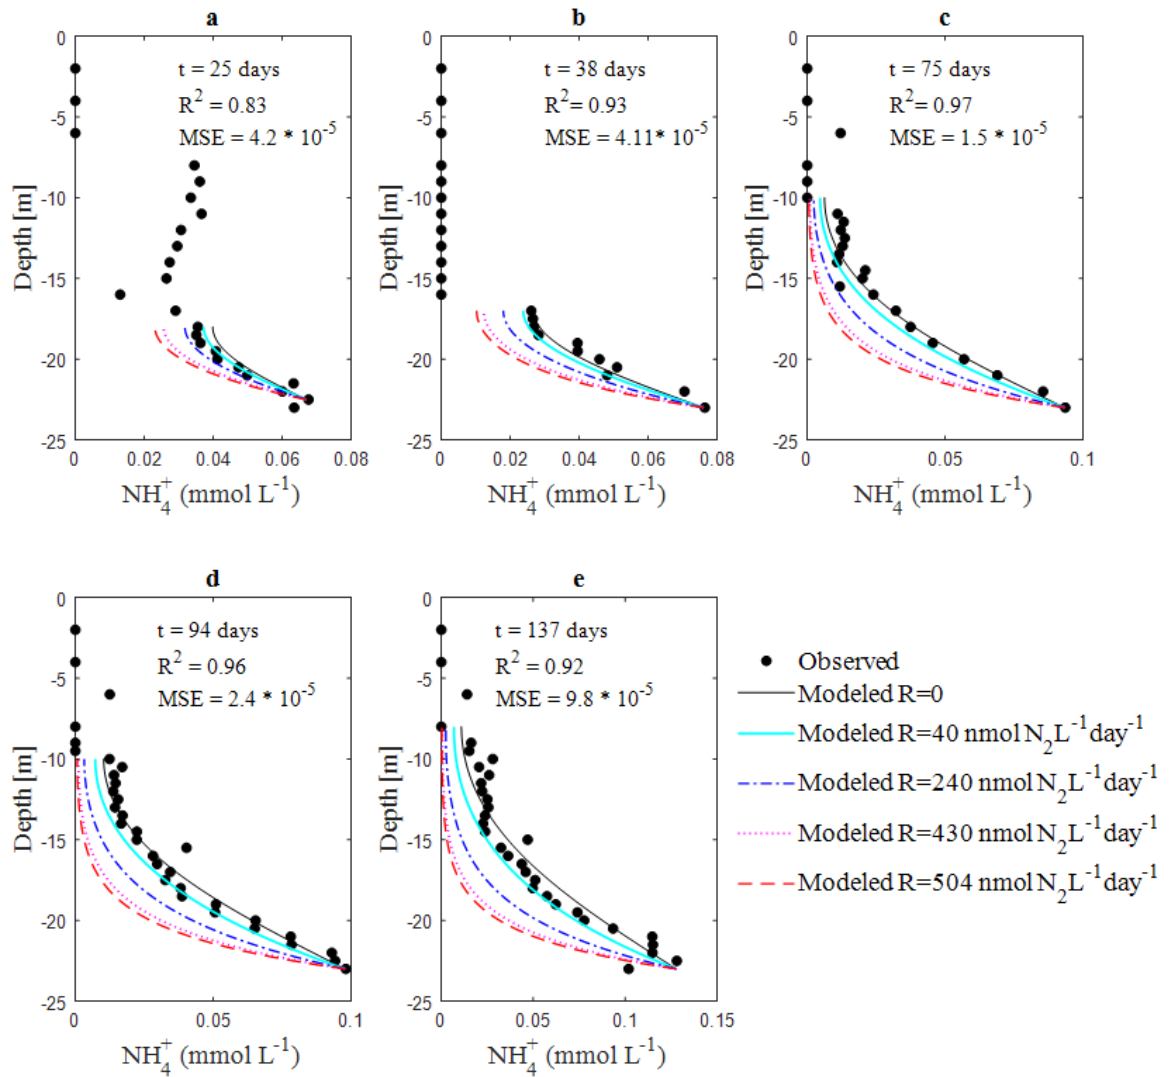 a
t = 25 days
R² = 0.83
MSE = 4.2 * 10⁻⁵
0
-5
-10
-15
-20
-25
Depth [m]
0
0.02
0.04
0.06
0.08
NH₄⁺ (mmol L⁻¹)
b
t = 38 days
R² = 0.93
MSE = 4.11* 10⁻⁵
0
-5
-10
-15
-20
-25
Depth [m]
0
0.02
0.04
0.06
0.08
NH₄⁺ (mmol L⁻¹)
c
t = 75 days
R² = 0.97
MSE = 1.5 * 10⁻⁵
0
-5
-10
-15
-20
-25
Depth [m]
0
0.05
0.1
NH₄⁺ (mmol L⁻¹)
d
t = 94 days
R² = 0.96
MSE = 2.4 * 10⁻⁵
0
-5
-10
-15
-20
-25
Depth [m]
0
0.05
0.1
NH₄⁺ (mmol L⁻¹)
e
t = 137 days
R² = 0.92
MSE = 9.8 * 10⁻⁵
0
-5
-10
-15
-20
-25
Depth [m]
0
0.05
0.1
0.15
NH₄⁺ (mmol L⁻¹)
Observed
Modeled R=0
Modeled R=40 nmol N₂L⁻¹day⁻¹
Modeled R=240 nmol N₂L⁻¹day⁻¹
Modeled R=430 nmol N₂L⁻¹day⁻¹
Modeled R=504 nmol N₂L⁻¹day⁻¹